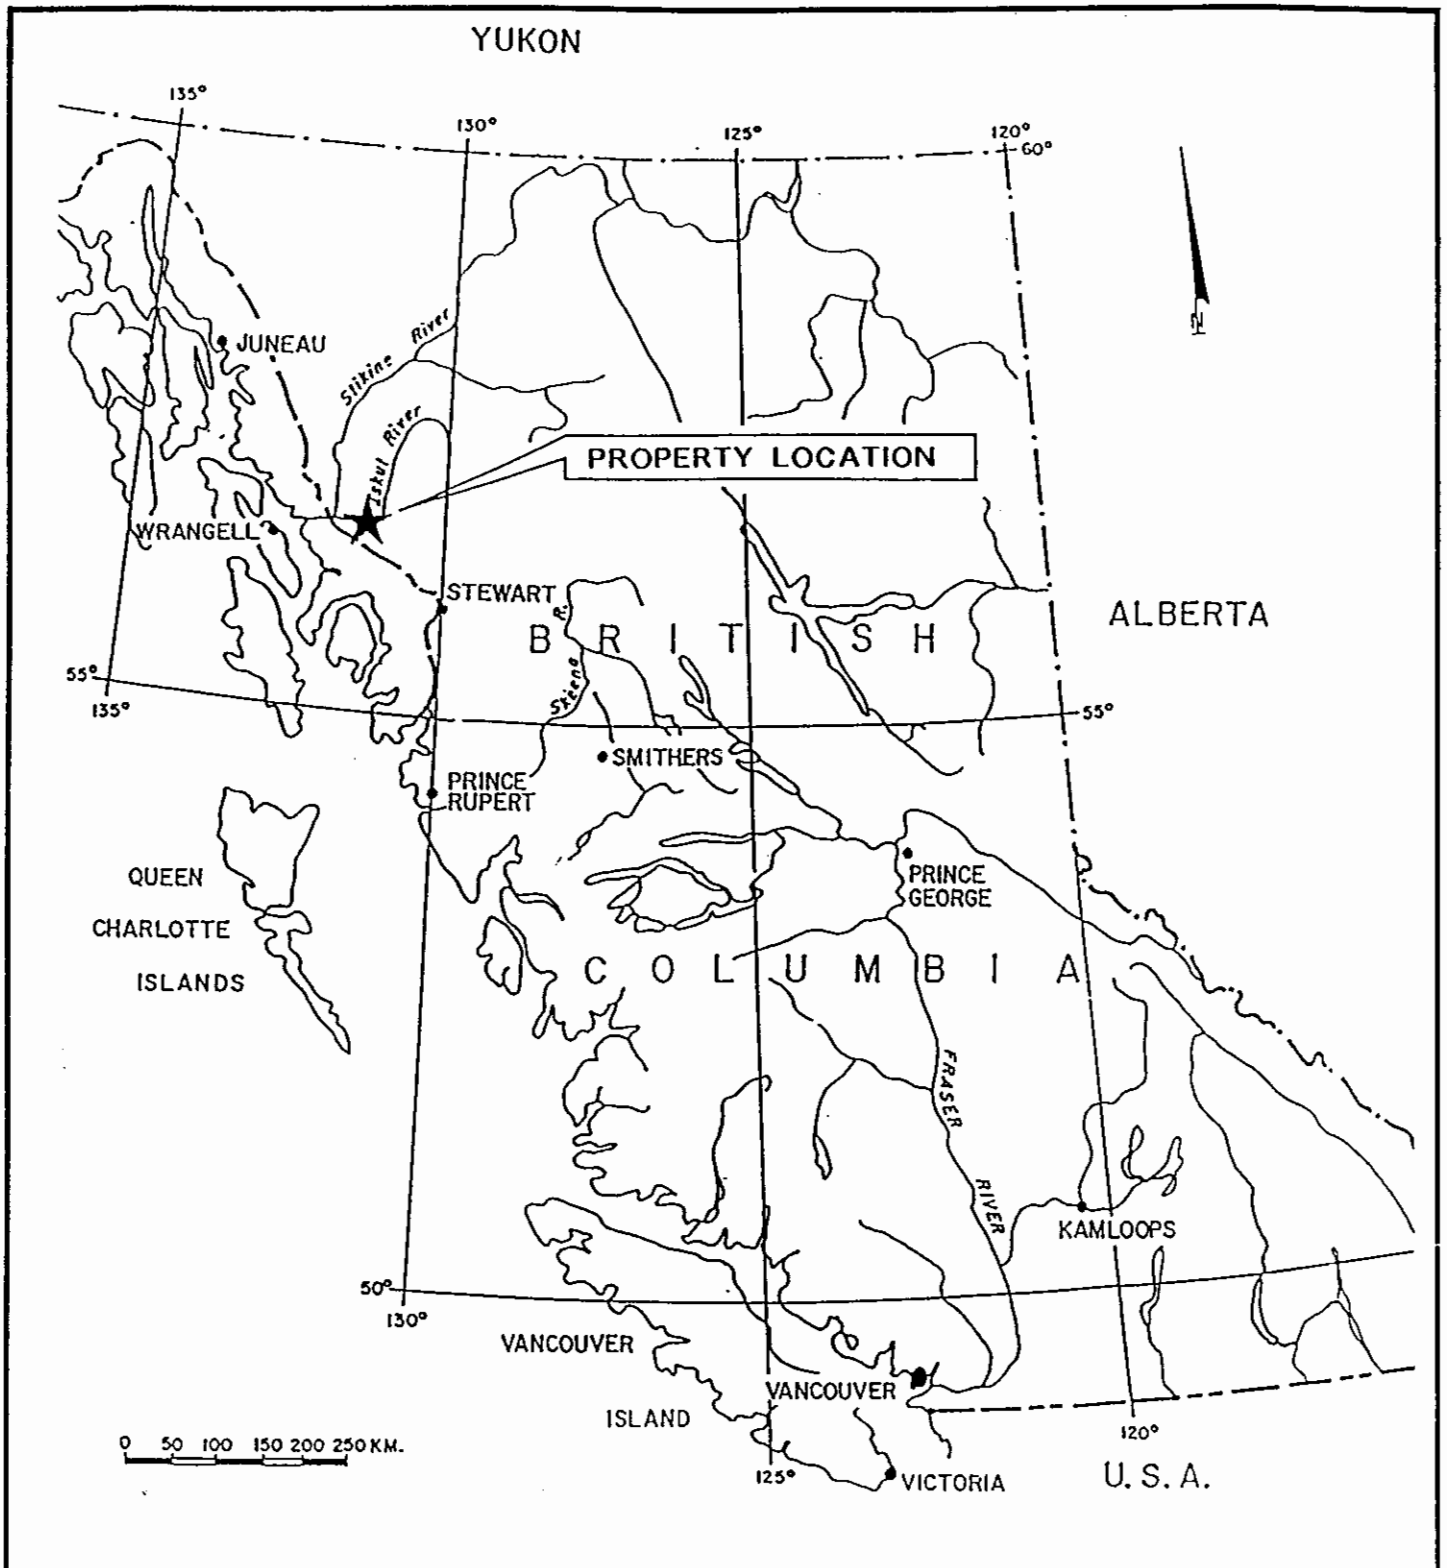 YUKON
135°
130°
125°
120°
60°
N
JUNEAU
Stikine River
Iskut River
PROPERTY LOCATION
WRANGELL
STEWART
ALBERTA
BRITISH
Skeena R.
55°
135°
55°
SMITHERS
PRINCE
RUPERT
QUEEN
CHARLOTTE
ISLANDS
PRINCE
GEORGE
COLUMBIA
FRASER
RIVER
KAMLOOPS
50°
130°
VANCOUVER
ISLAND
VANCOUVER
120°
125°
VICTORIA
U.S.A.
0 50 100 150 200 250 KM.